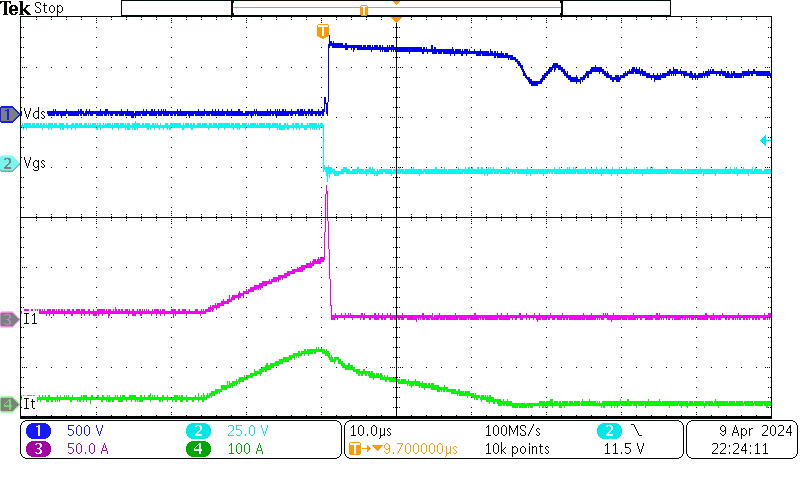 Tek Stop
T
T
1 Vds
2 Vgs
3 I1
4 It
1 500 V 2 25.0 V 10.0µs 100MS/s 2 9 Apr 2024
3 50.0 A 4 100 A T→▼9.700000µs 10k points 11.5 V 22:24:11